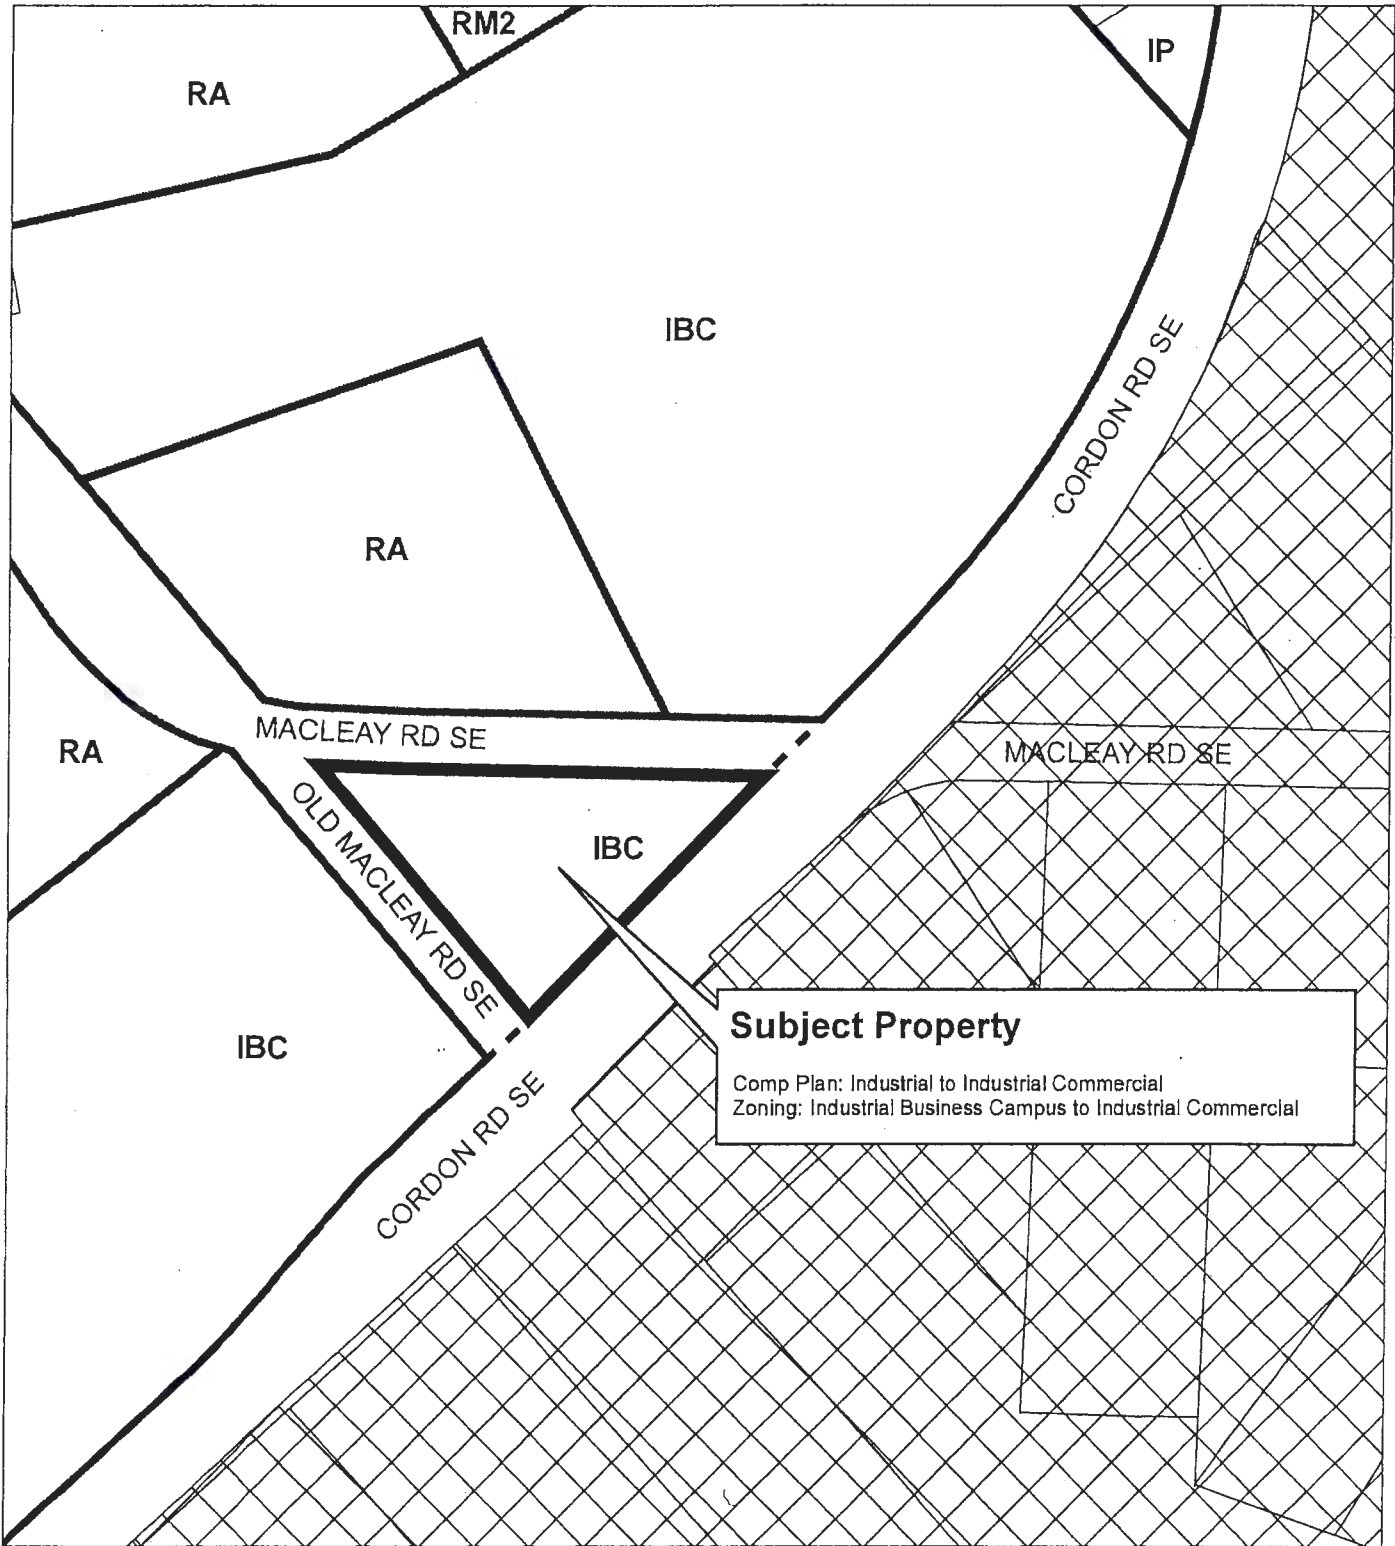 RM2
IP
RA
IBC
CORDON RD SE
RA
MACLEAY RD SE
MACLEAY RD SE
RA
OLD MACLEAY RD SE
IBC
IBC
CORDON RD SE
Subject Property
Comp Plan: Industrial to Industrial Commercial
Zoning: Industrial Business Campus to Industrial Commercial